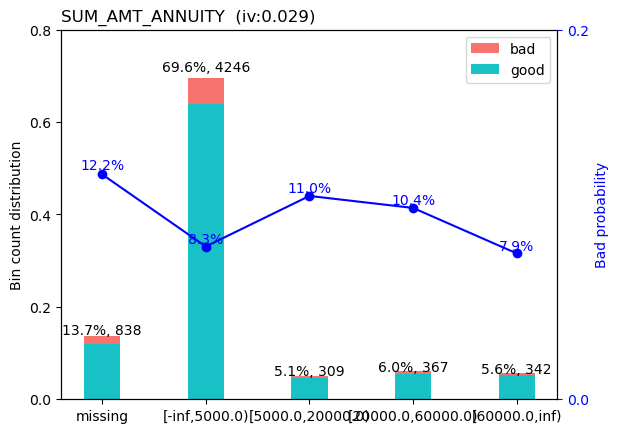 SUM_AMT_ANNUITY (iv:0.029)
bad
good
Bin count distribution
Bad probability
0.8
0.6
0.4
0.2
0.0
0.2
0.0
12.2%
8.3%
11.0%
10.4%
7.9%
13.7%, 838
69.6%, 4246
5.1%, 309
6.0%, 367
5.6%, 342
missing
[-inf,5000.0)
[5000.0,20000.0)
[20000.0,60000.0)
[60000.0,inf)